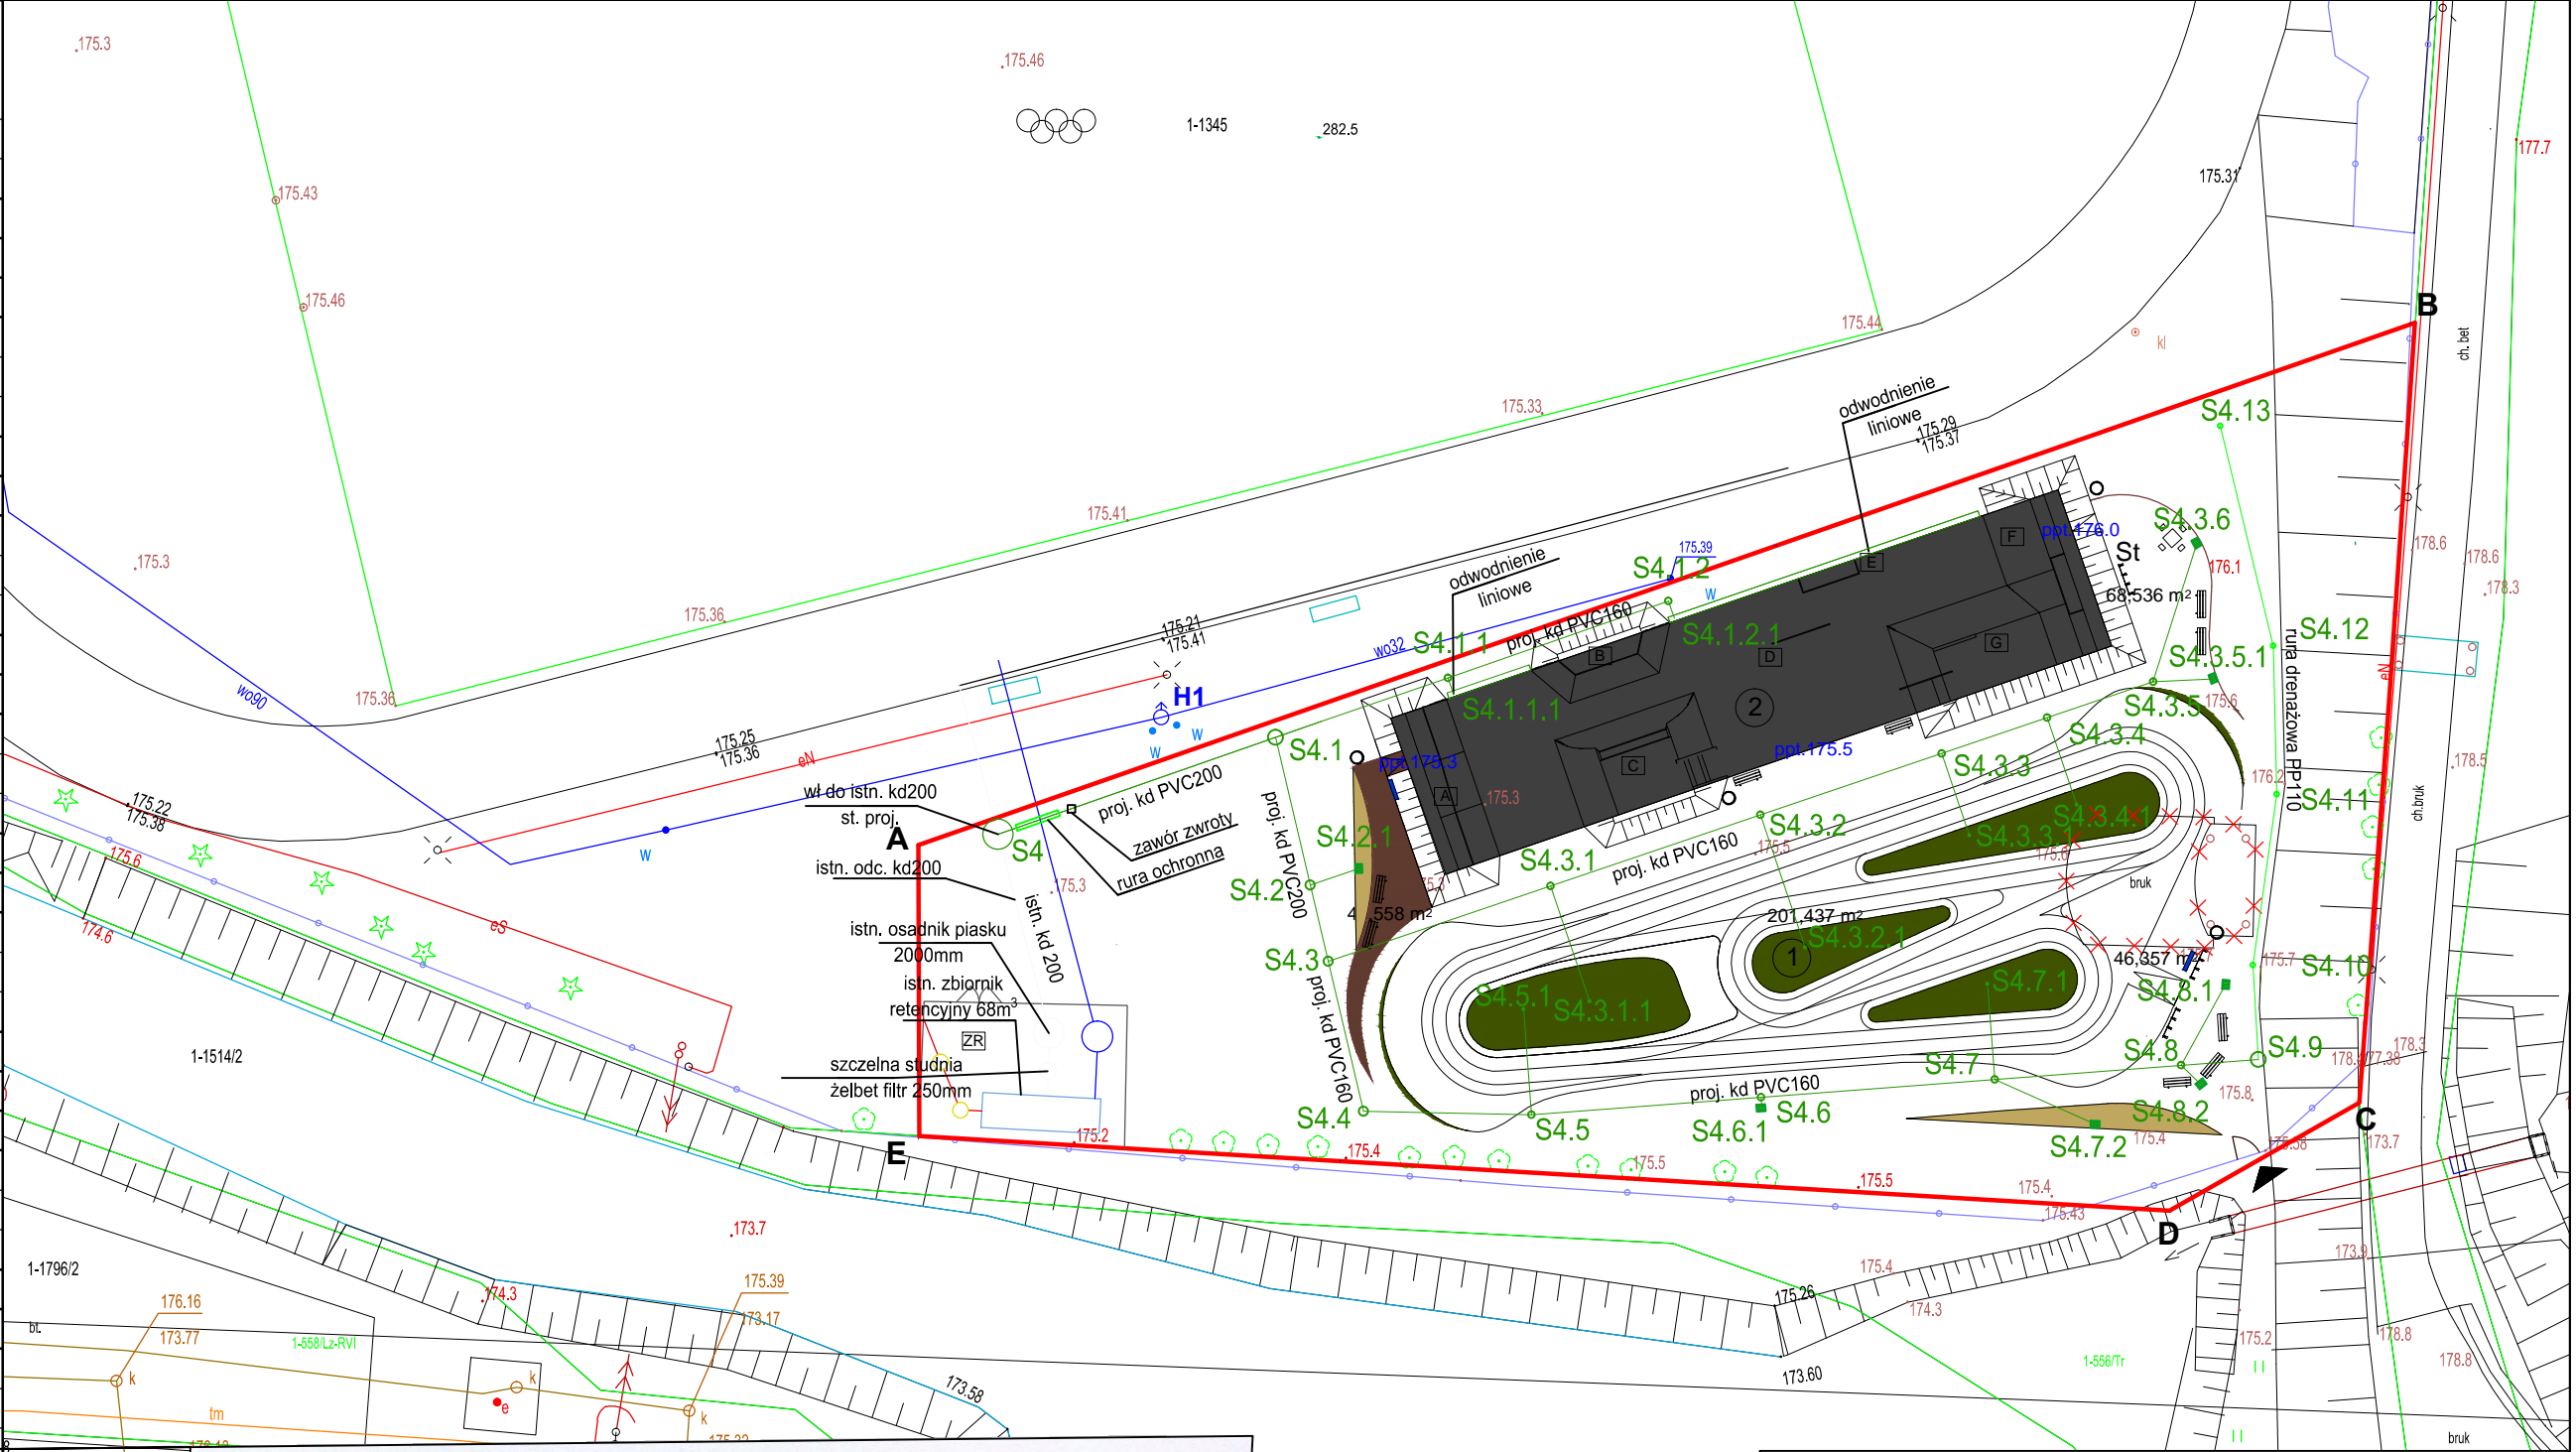 175.3
175.46
1-1345
282.5
177.7
175.31
175.43
175.46
175.44
B
kl
ch. bet
175.33
odwodnienie
liniowe
175.29
175.37
S4.13
175.41
175.3
S4.3.6
ppt.176.0
St
176.1
178.6
178.6
178.3
68,536 m²
175.39
S4.1.2
w
odwodnienie
liniowe
proj. kd PVC160
S4.1.1
S4.1.2.1
wo32
175.36
175.21
175.41
E
F
B
D
G
S4.12
S4.3.5.1
eN
rura drenażowa PP110
wo90
175.36
H1
w
w
S4.1.1.1
2
S4.3.5
175.6
S4.3.4
175.25
175.36
eN
S4.1
ppt.175.3
ppt.175.5
C
A
175.3
S4.3.3
176.2
178.5
S4.11
ch.bruk
175.22
175.38
wł do istn. kd200
st. proj.
proj. kd PVC200
zawór zwroty
rura ochronna
A
S4
w
175.6
istn. odc. kd200
175.3
istn. kd 200
proj. kd PVC200
S4.2.1
S4.2
S4.3.1
proj. kd PVC160
S4.3.2
175.5
S4.3.3.1
S4.3.4.1
175.6
bruk
201,437 m²
S4.3.2.1
1
174.6
eS
istn. osadnik piasku
2000mm
istn. zbiornik
retencyjny 68m³
ZR
S4.3
proj. kd PVC160
S4.5.1
S4.3.1.1
S4.7.1
46,357 m²
S4.8.1
175.7
S4.10
1-1514/2
szczelna studnia
żelbet filtr 250mm
S4.4
S4.5
proj. kd PVC160
S4.6
S4.6.1
S4.7
S4.8
S4.9
175.8
S4.8.2
S4.7.2
175.4
178.3
C
173.7
E
175.2
175.4
175.5
175.5
175.4
175.43
D
173.7
175.4
173.9
1-1796/2
174.3
175.39
173.17
176.16
173.77
bt.
1-558/Lz-RVI
175.26
174.3
173.60
173.58
1-556/Tr
175.2
178.8
178.8
k
k
k
e
tm
bruk